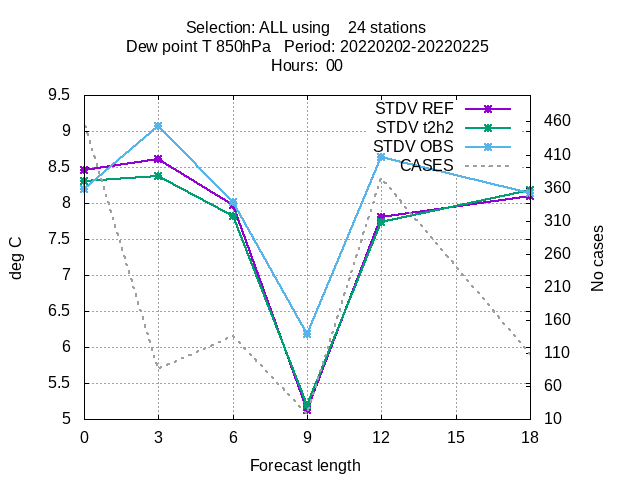 Selection: ALL using    24 stations
Dew point T 850hPa   Period: 20220202-20220225
Hours:  00
9.5
9
8.5
8
7.5
7
6.5
6
5.5
5
deg C
STDV REF
STDV t2h2
STDV OBS
CASES
460
410
360
310
260
210
160
110
60
10
No cases
0 3 6 9 12 15 18
Forecast length